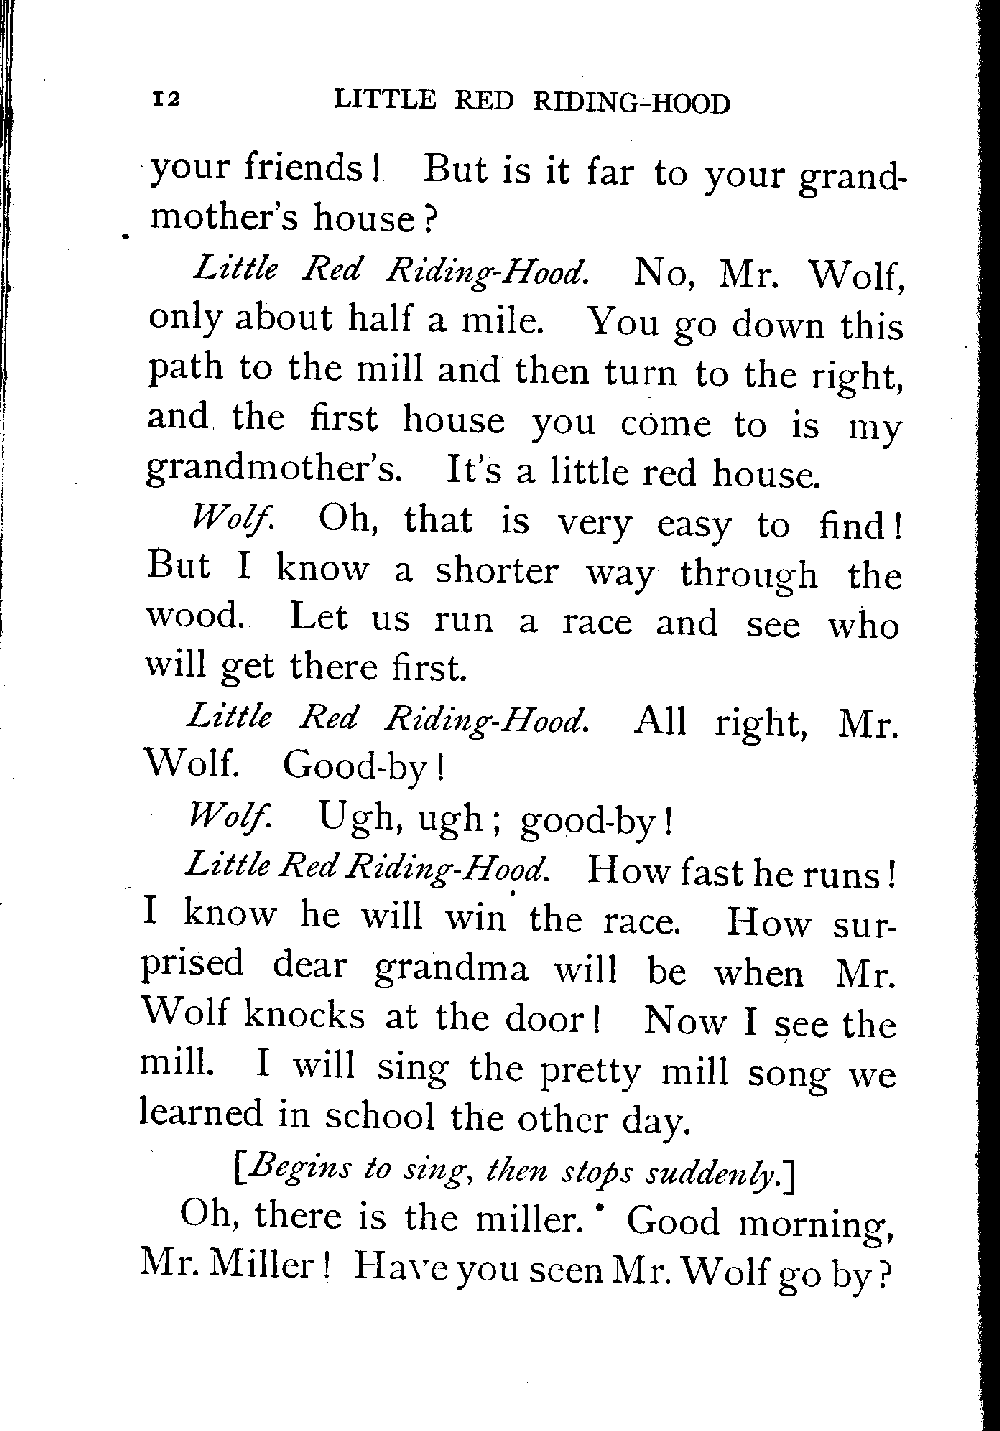 12 LITTLE RED RIDING-HOOD
your friends! But is it far to your grand-
mother's house?
Little Red Riding-Hood. No, Mr. Wolf,
only about half a mile. You go down this
path to the mill and then turn to the right,
and the first house you come to is my
grandmother's. It's a little red house.
Wolf. Oh, that is very easy to find!
But I know a shorter way through the
wood. Let us run a race and see who
will get there first.
Little Red Riding-Hood. All right, Mr.
Wolf. Good-by!
Wolf. Ugh, ugh; good-by!
Little Red Riding-Hood. How fast he runs!
I know he will win the race. How sur-
prised dear grandma will be when Mr.
Wolf knocks at the door! Now I see the
mill. I will sing the pretty mill song we
learned in school the other day.
[Begins to sing, then stops suddenly.]
Oh, there is the miller. Good morning,
Mr. Miller! Have you seen Mr. Wolf go by?